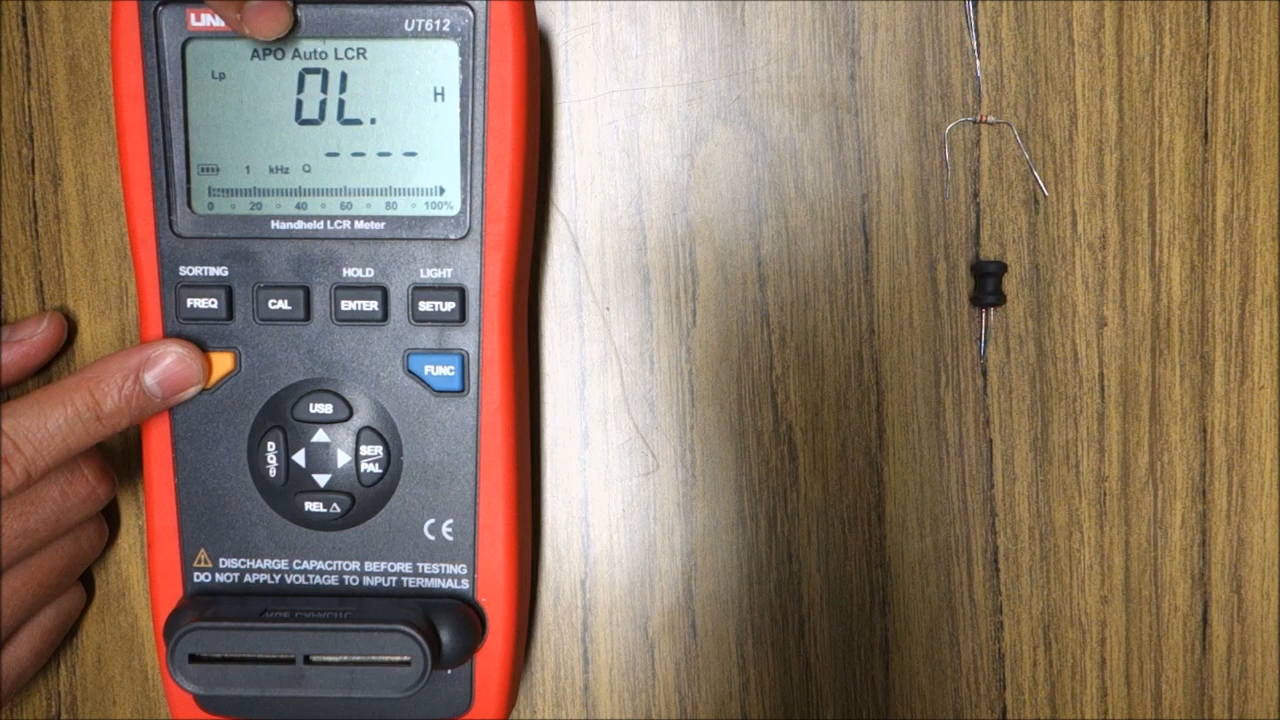 UT612
APO Auto LCR
Lp
OL. H
- - - -
1 kHz Q
0 20 40 60 80 100%
Handheld LCR Meter
SORTING HOLD LIGHT
FREQ CAL ENTER SETUP
FUNC
USB
D/Q/θ
SER/PAL
REL △
CE
DISCHARGE CAPACITOR BEFORE TESTING
DO NOT APPLY VOLTAGE TO INPUT TERMINALS